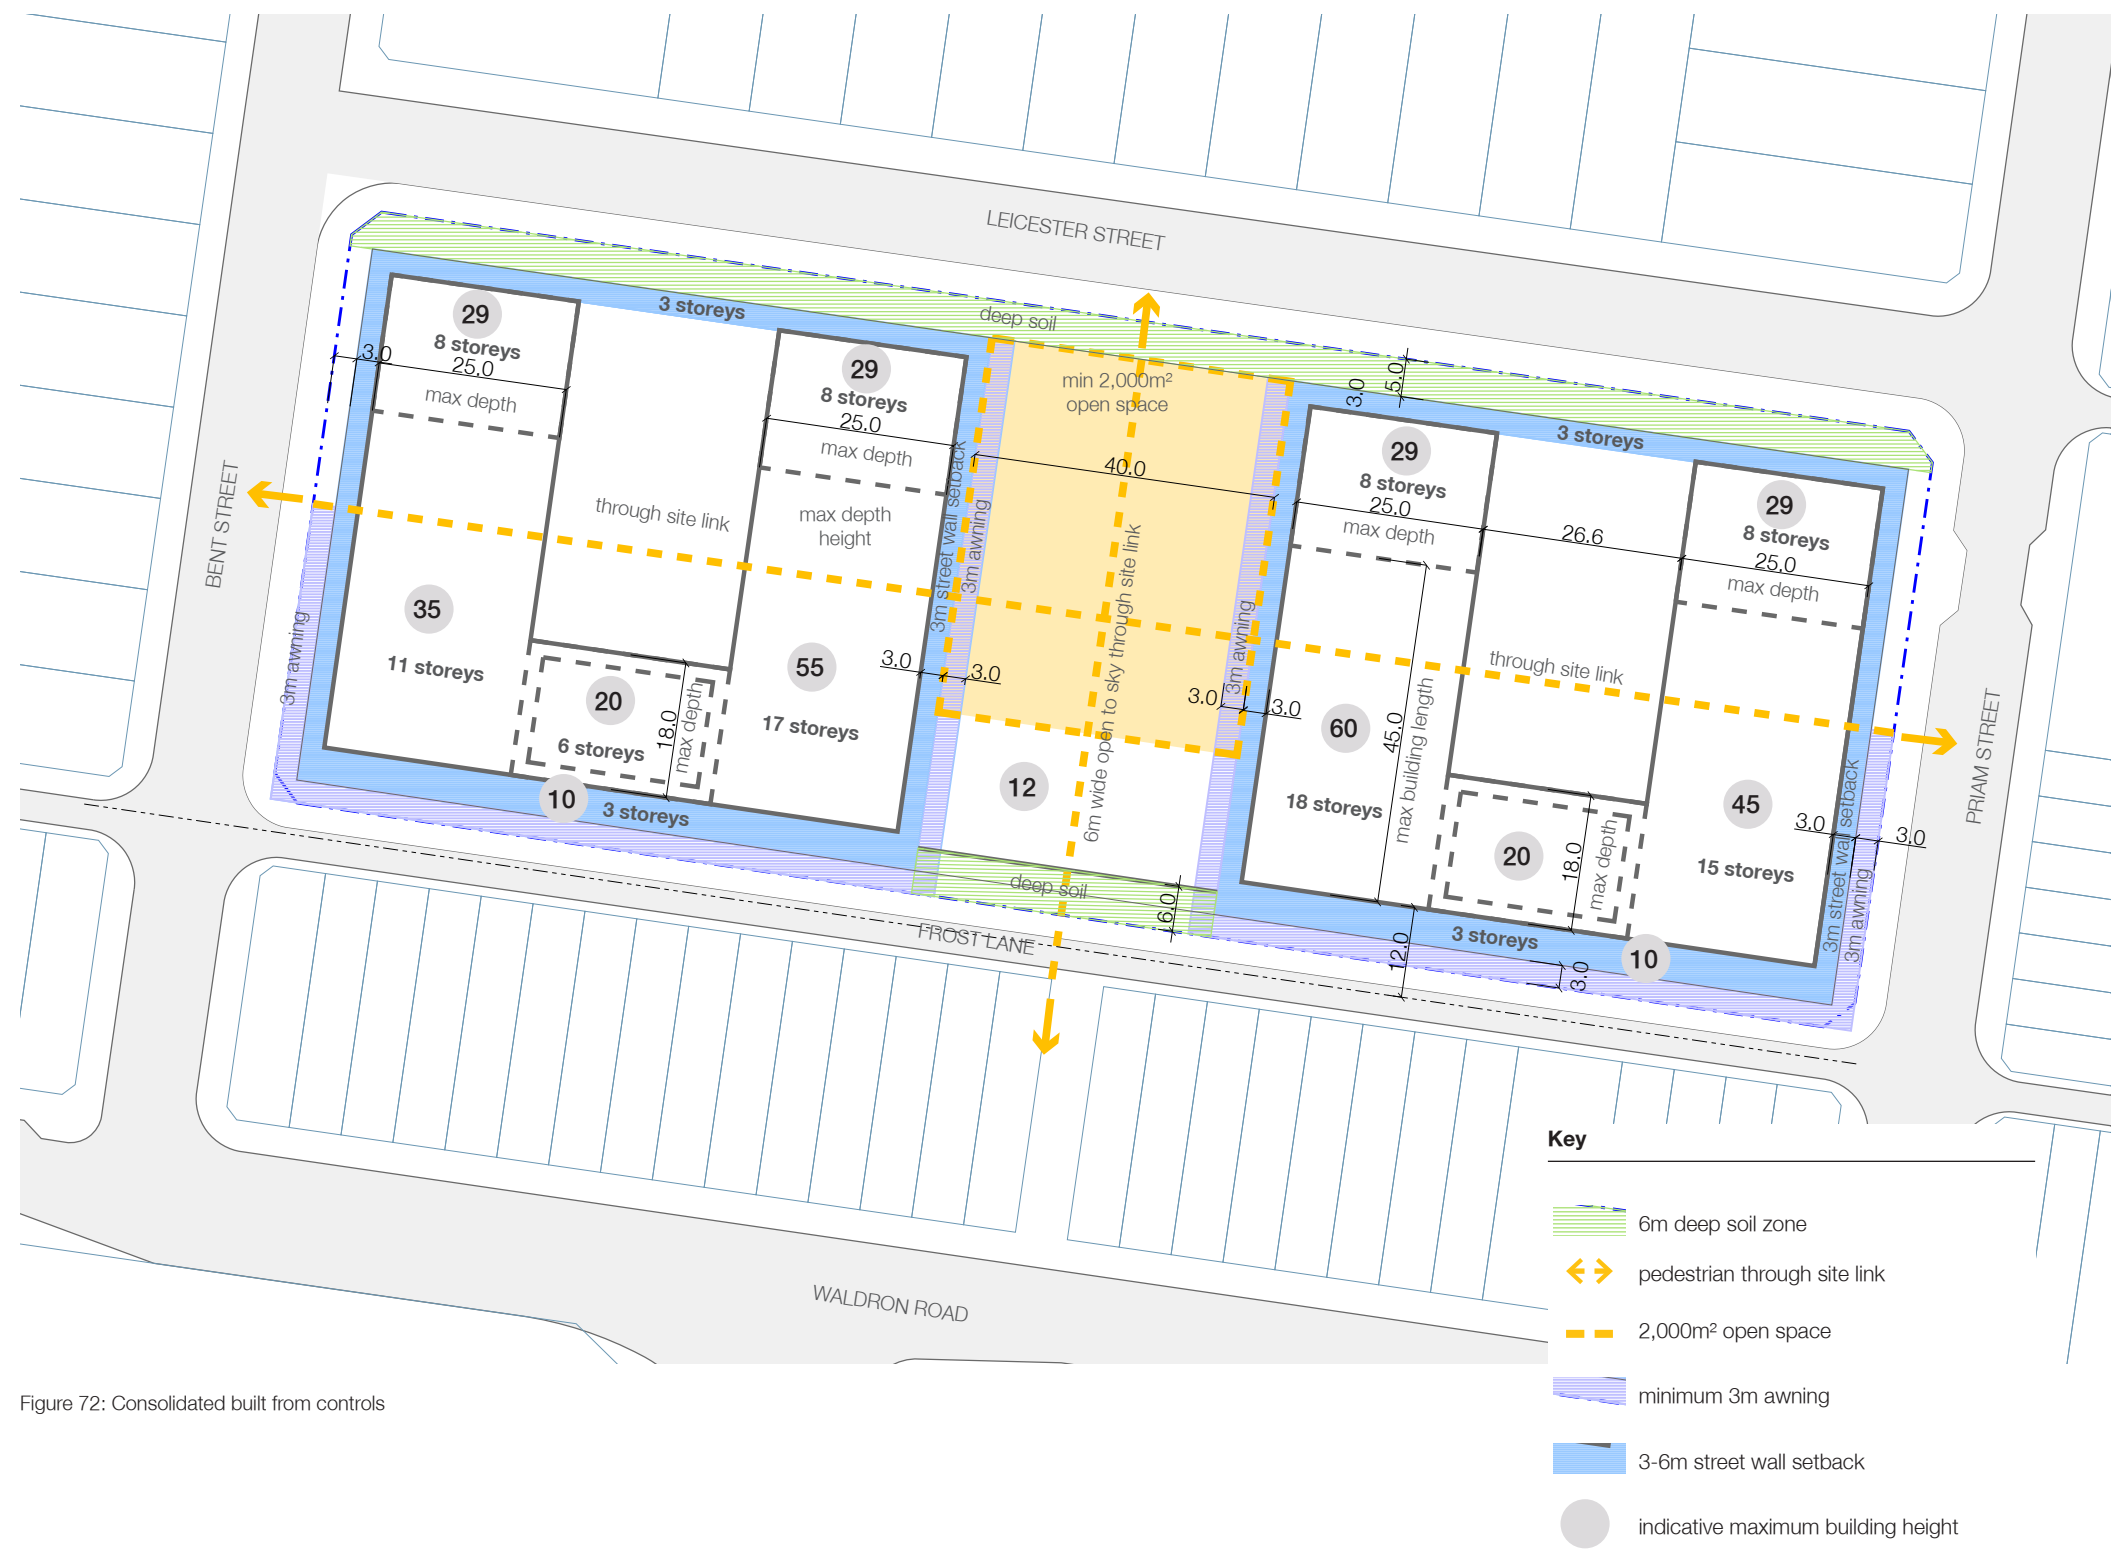 LEICESTER STREET
29
8 storeys
3.0
25.0
max depth
3 storeys
deep soil
29
8 storeys
25.0
max depth
max depth
height
min 2,000m²
open space
40.0
3.0
5.0
3 storeys
29
8 storeys
25.0
max depth
26.6
29
8 storeys
25.0
max depth
BENT STREET
through site link
3m street wall setback
3m awning
6m wide open to sky through site link
3m awning
35
11 storeys
3m awning
20
6 storeys
18.0
max depth
55
17 storeys
3.0
3.0
3.0
3.0
60
18 storeys
45.0
max building length
through site link
PRIAM STREET
10
3 storeys
12
20
18.0
max depth
45
15 storeys
3.0
3.0
3m street wall setback
3m awning
deep soil
6.0
FROST LANE
12.0
3 storeys
3.0
10
WALDRON ROAD
Key
6m deep soil zone
pedestrian through site link
2,000m² open space
minimum 3m awning
3-6m street wall setback
indicative maximum building height
Figure 72: Consolidated built from controls